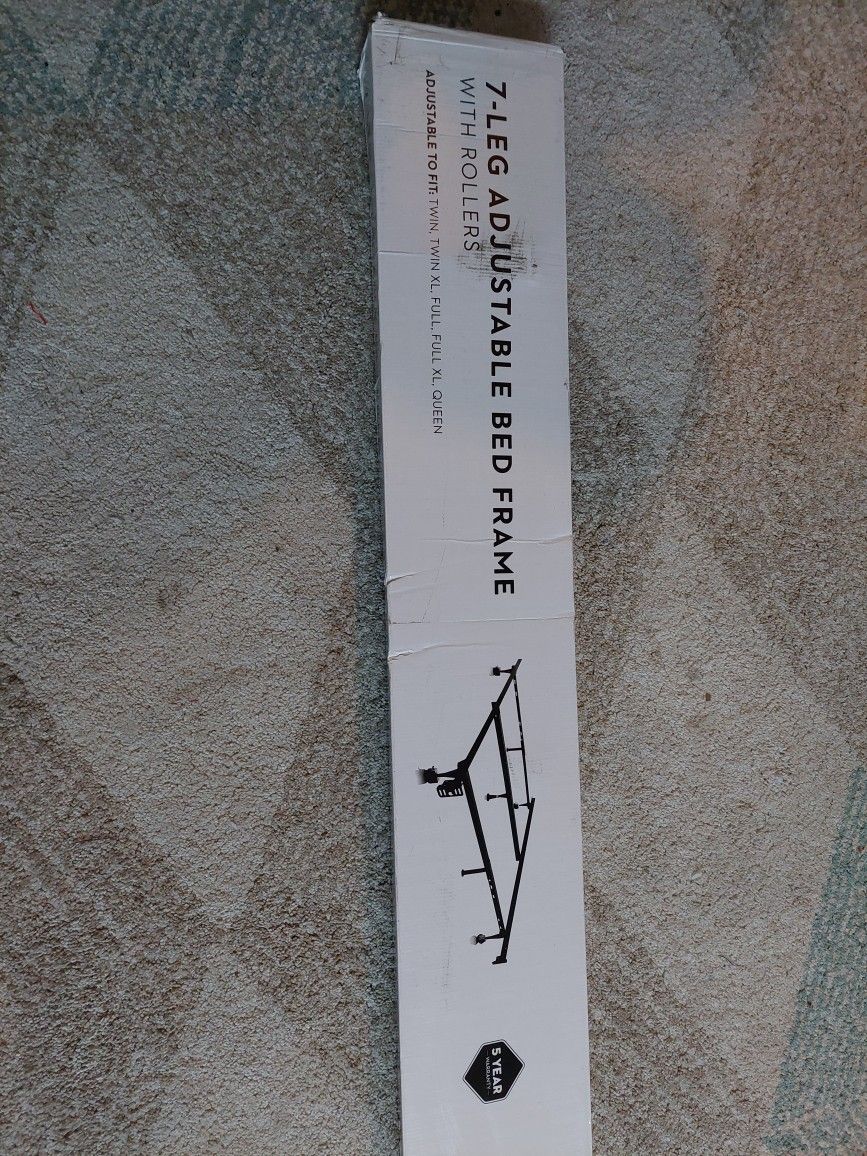 7-LEG ADJUSTABLE BED FRAME
WITH ROLLERS
ADJUSTABLE TO FIT: TWIN, TWIN XL, FULL, FULL XL, QUEEN
5 YEAR
WARRANTY